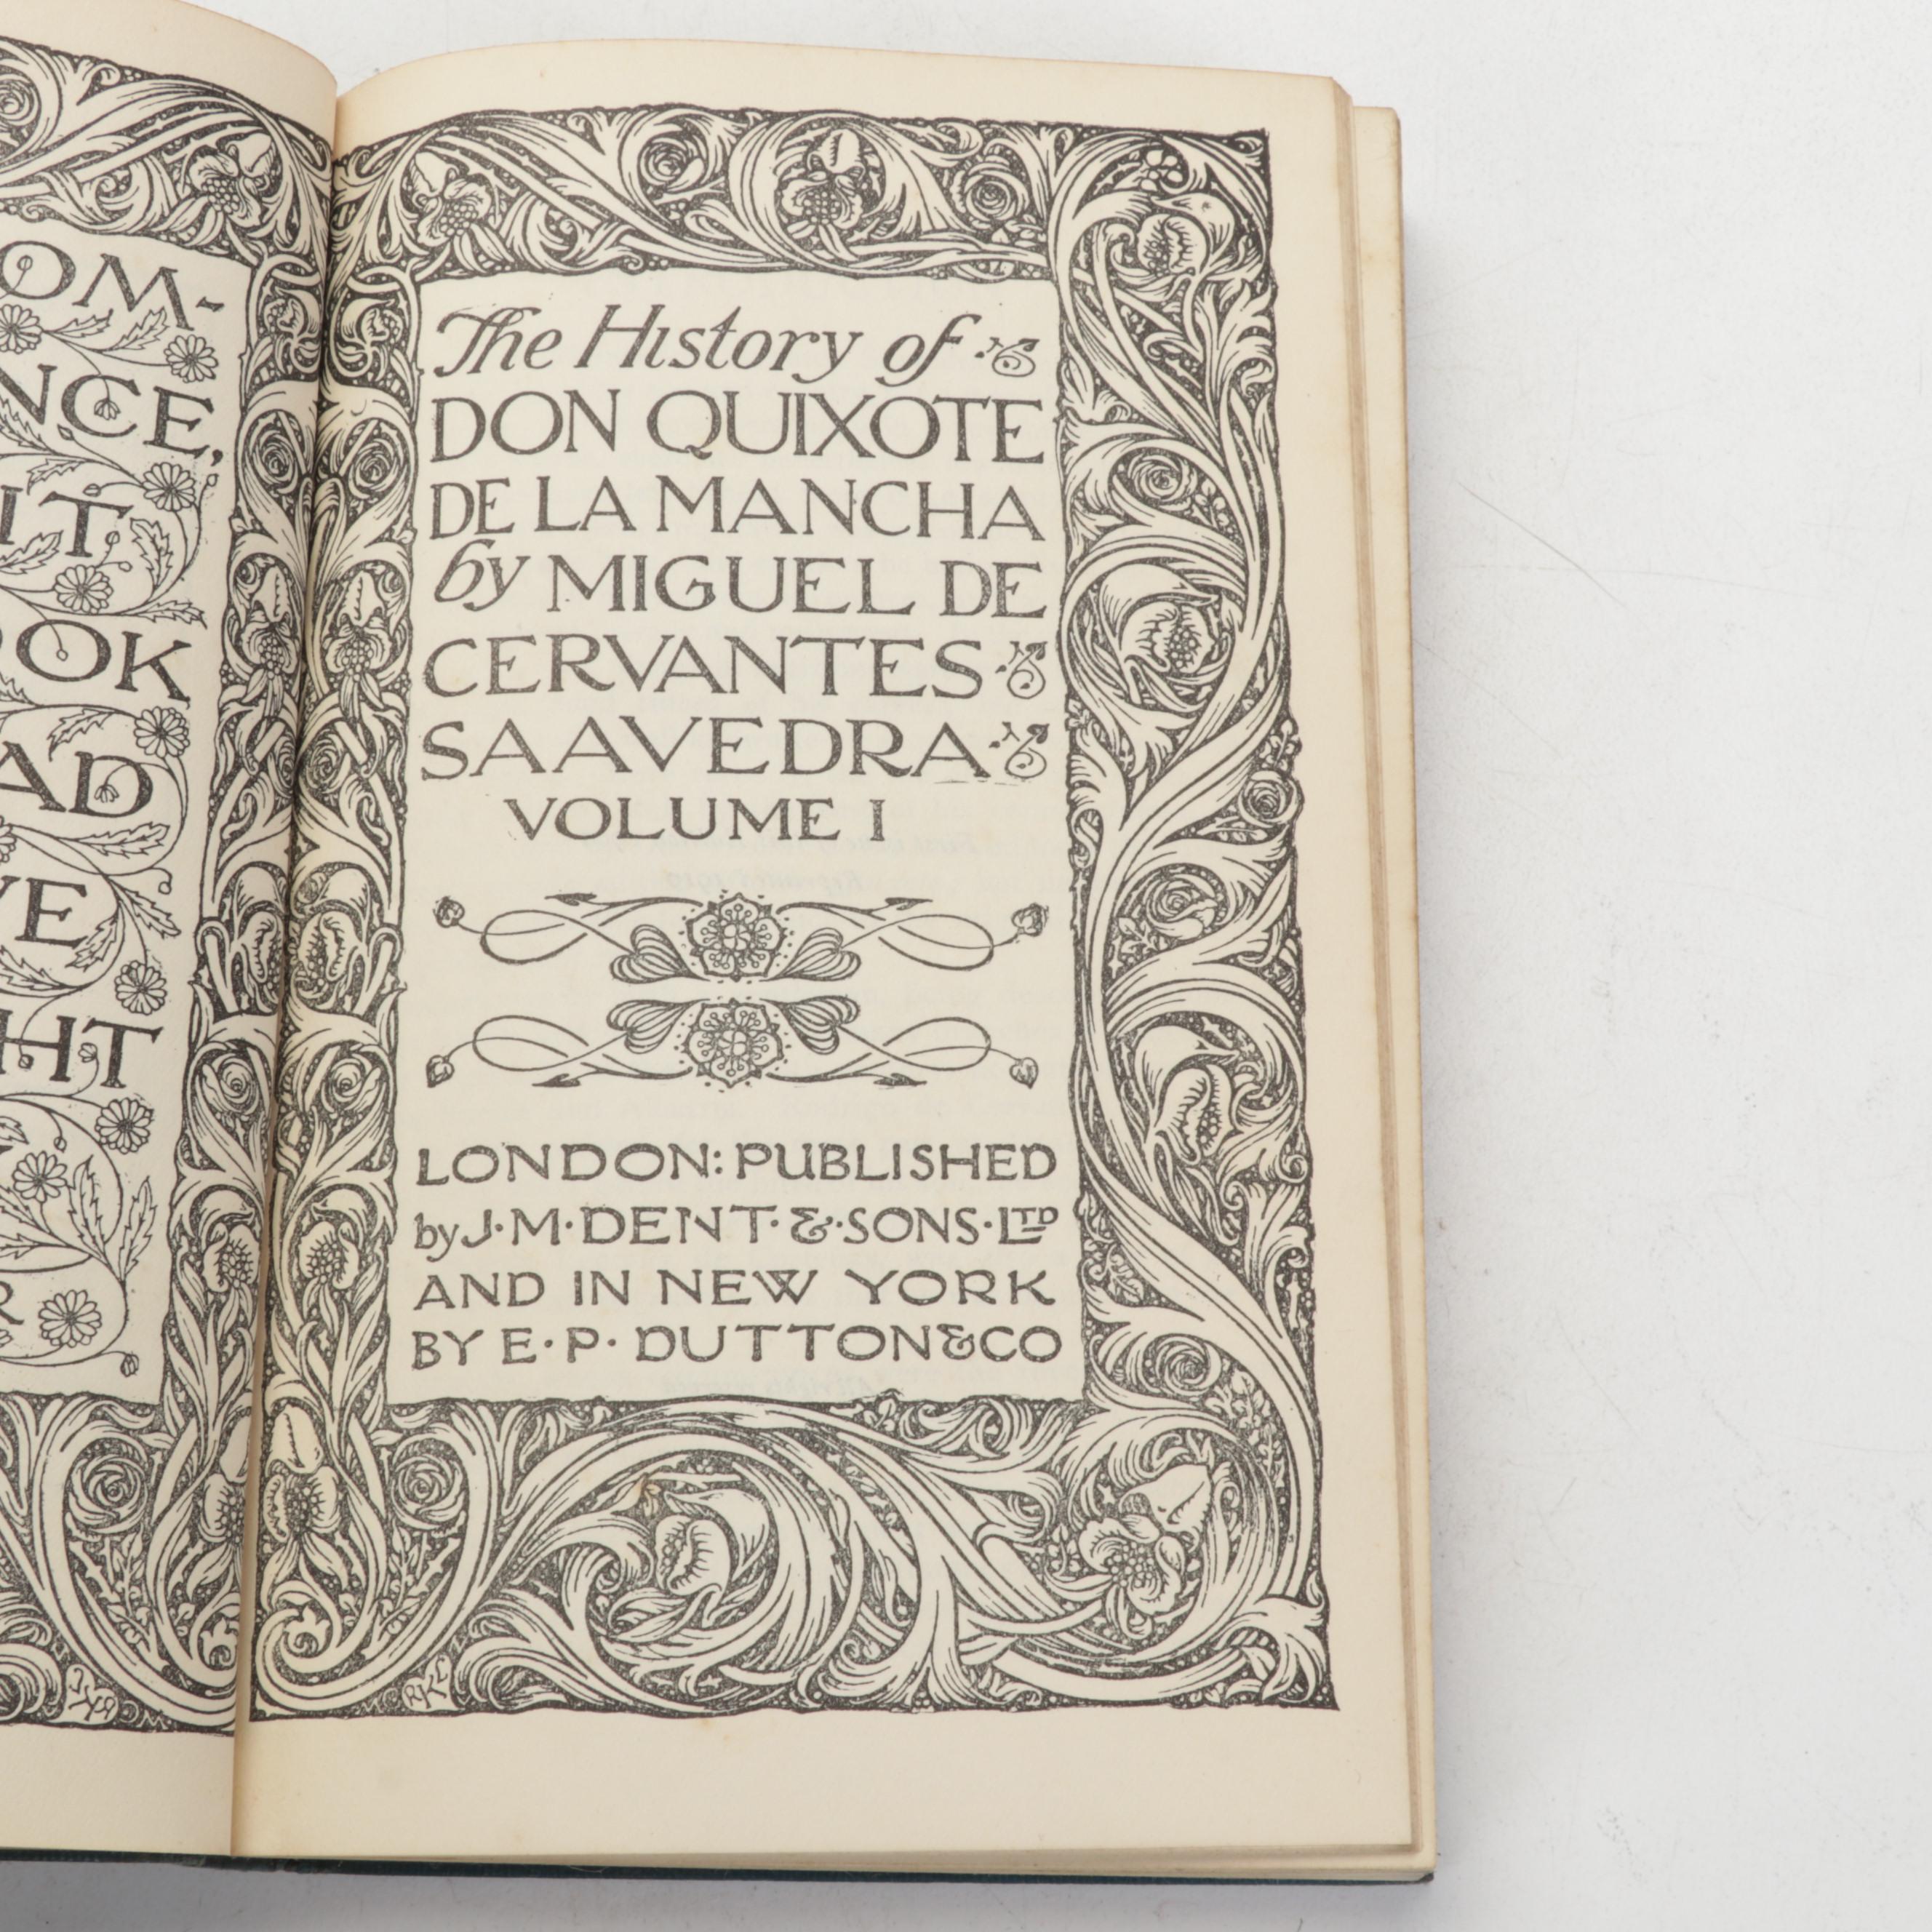 The History of
DON QUIXOTE
DE LA MANCHA
by MIGUEL DE
CERVANTES
SAAVEDRA
VOLUME I
LONDON: PUBLISHED
by J·M·DENT·&·SONS·LTD
AND IN NEW YORK
BY E·P·DUTTON&CO